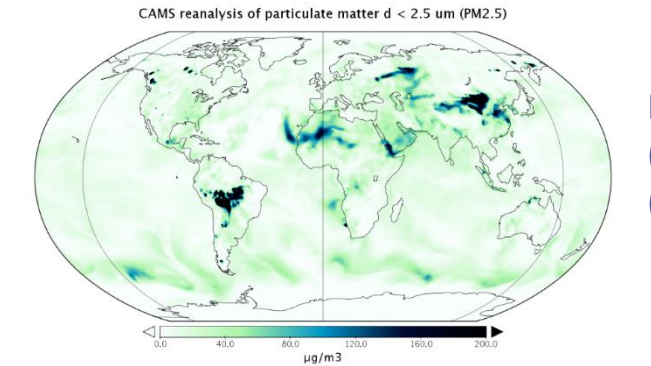 CAMS reanalysis of particulate matter d < 2.5 um (PM2.5)
0.0 40.0 80.0 120.0 160.0 200.0
µg/m3
(
(